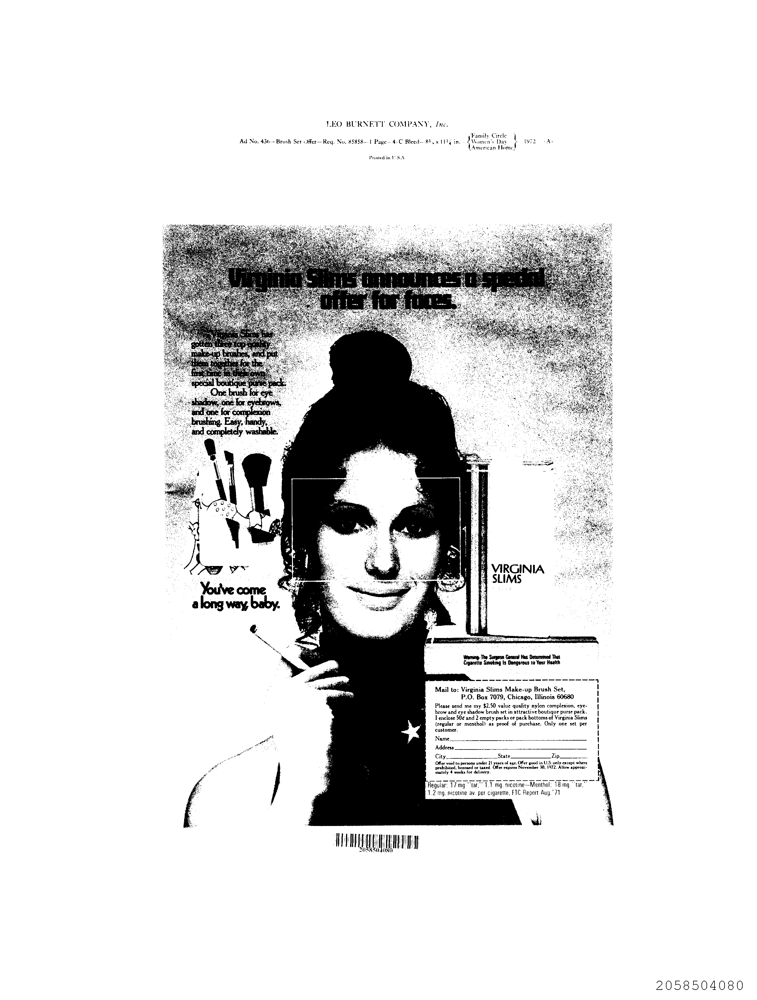 LEO BURNETT COMPANY, Inc.
Ad No. 436—Brush Set Offer—Req. No. 85858—1 Page—4 C Bleed— x 11¼ in. {Family Circle Women's Day American Home} 1972 A
Printed in U.S.A.
Virginia Slims announces a special
offer for faces.
Virginia Slims has
gotten three top quality
make-up brushes, and put
them together for the
first time in their own
special boutique purse pack.
One brush for eye
shadow, one for eyebrows,
and one for complexion
brushing. Easy, handy,
and completely washable.
You've come
a long way, baby.
VIRGINIA
SLIMS
Warning: The Surgeon General Has Determined That
Cigarette Smoking Is Dangerous to Your Health
Mail to: Virginia Slims Make-up Brush Set,
P.O. Box 7079, Chicago, Illinois 60680
Please send me my $2.50 value quality nylon complexion, eye-
brow and eye shadow brush set in attractive boutique purse pack.
I enclose 50¢ and 2 empty packs or pack bottoms of Virginia Slims
(regular or menthol) as proof of purchase. Only one set per
customer.
Name
Address
City State Zip
Offer void to persons under 21 years of age. Offer good in U.S. only except where
prohibited, licensed or taxed. Offer expires November 30, 1972. Allow approxi-
mately 4 weeks for delivery.
Regular: 17 mg "tar," 1.1 mg nicotine—Menthol: 18 mg "tar,"
1.2 mg. nicotine av. per cigarette, FTC Report Aug.'71
2058504080
2058504080